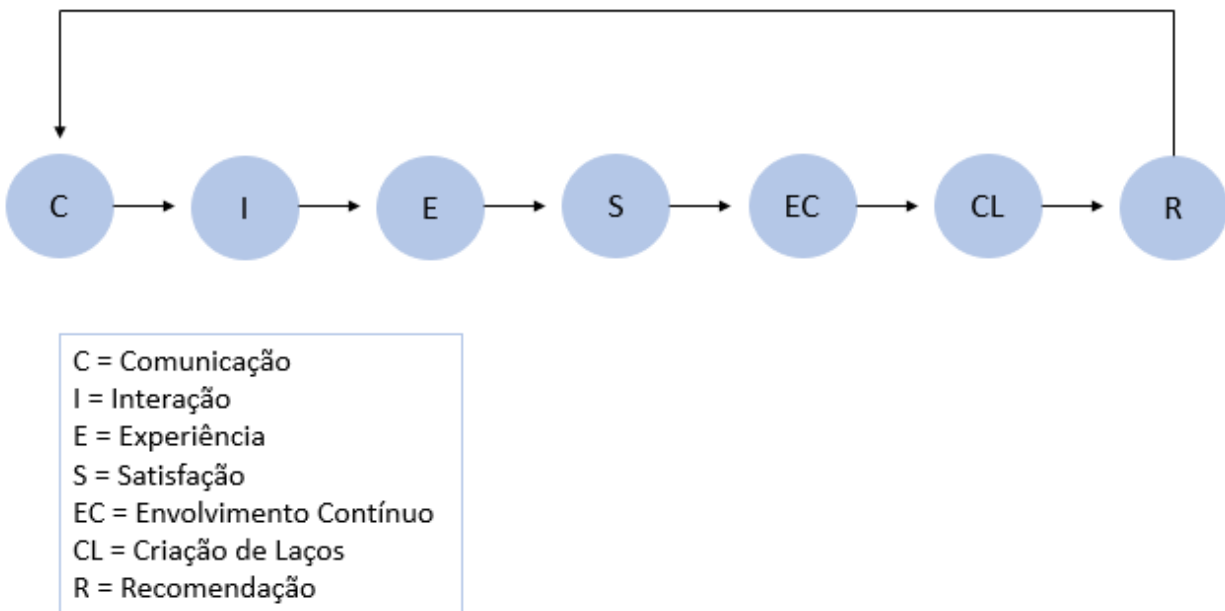 C
I
E
S
EC
CL
R
C = Comunicação
I = Interação
E = Experiência
S = Satisfação
EC = Envolvimento Contínuo
CL = Criação de Laços
R = Recomendação